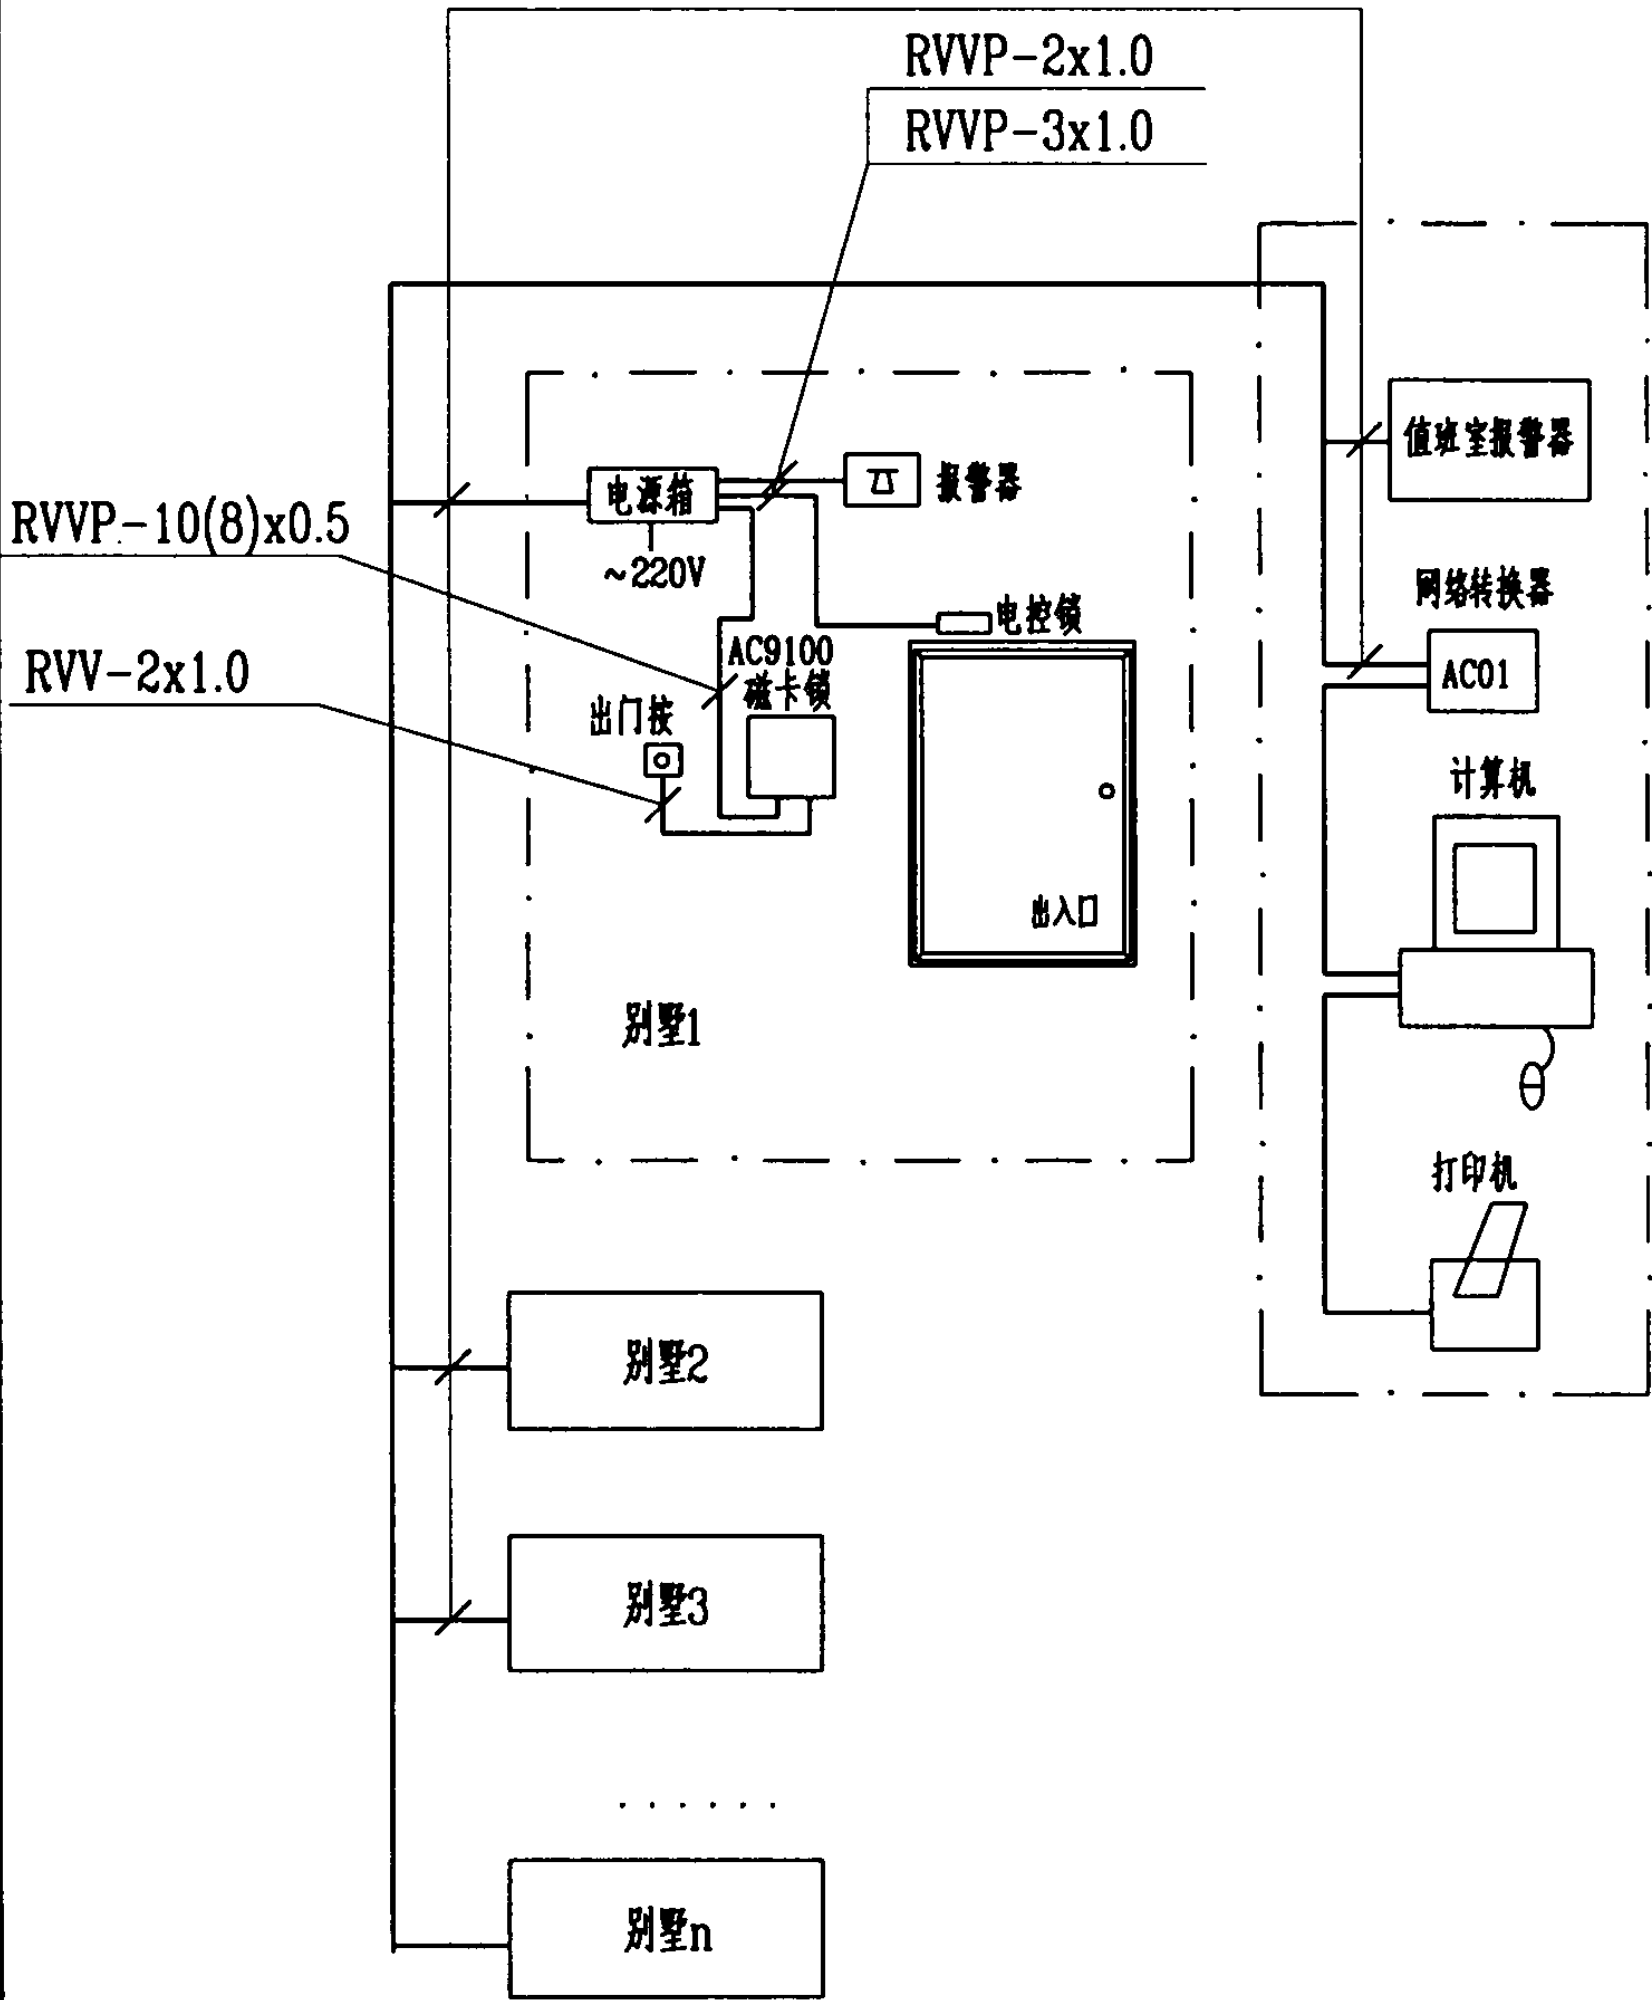 RVVP-2x1.0
RVVP-3x1.0
值班室报警器
电源箱
报警器
RVVP-10(8)x0.5
~220V
网络转换器
电控锁
AC9100
磁卡锁
RVV-2x1.0
AC01
出门按
计算机
出入口
别墅1
打印机
别墅2
别墅3
......
别墅n